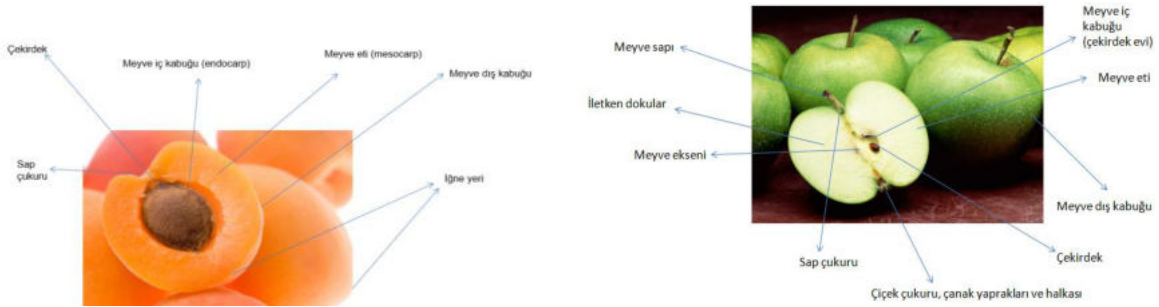 Çekirdek
Meyve iç kabuğu (endocarp)
Meyve eti (mesocarp)
Meyve dış kabuğu
Sap
çukuru
İğne yeri
Meyve sapı
Meyve iç
kabuğu
(çekirdek evi)
Meyve eti
İletken dokular
Meyve ekseni
Meyve dış kabuğu
Sap çukuru
Çekirdek
Çiçek çukuru, çanak yaprakları ve halkası